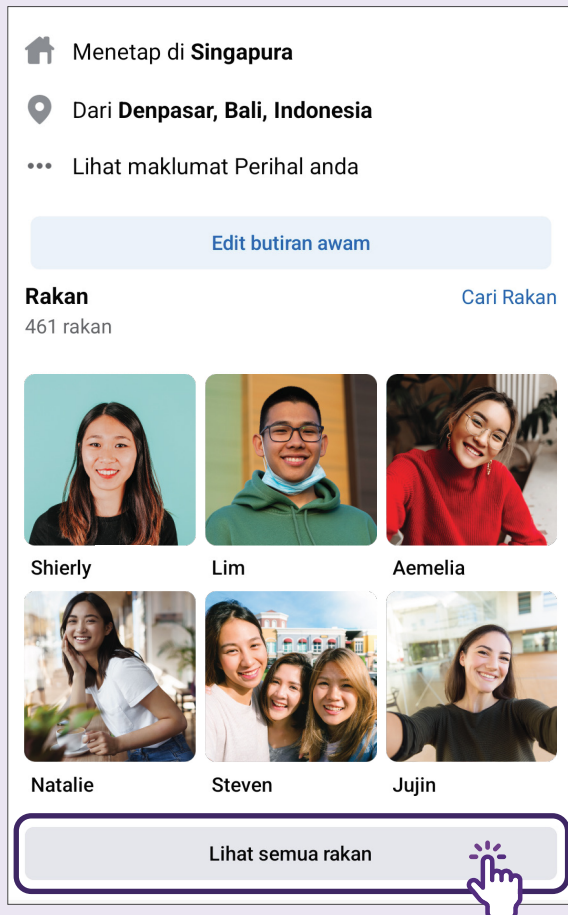 Menetap di Singapura
Dari Denpasar, Bali, Indonesia
Lihat maklumat Perihal anda
Edit butiran awam
Rakan
Cari Rakan
461 rakan
Shierly
Lim
Aemelia
Natalie
Steven
Jujin
Lihat semua rakan